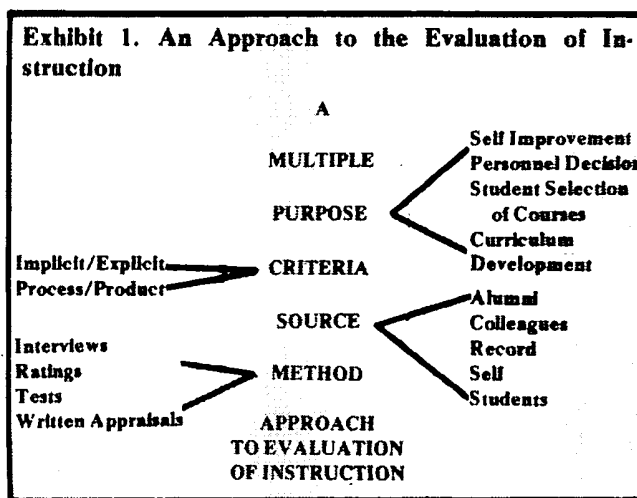 Exhibit 1. An Approach to the Evaluation of In-
struction
A
MULTIPLE
PURPOSE
CRITERIA
SOURCE
METHOD
APPROACH
TO EVALUATION
OF INSTRUCTION
Self Improvement
Personnel Decision
Student Selection
of Courses
Curriculum
Development
Implicit/Explicit
Process/Product
Alumni
Colleagues
Record
Self
Students
Interviews
Ratings
Tests
Written Appraisals